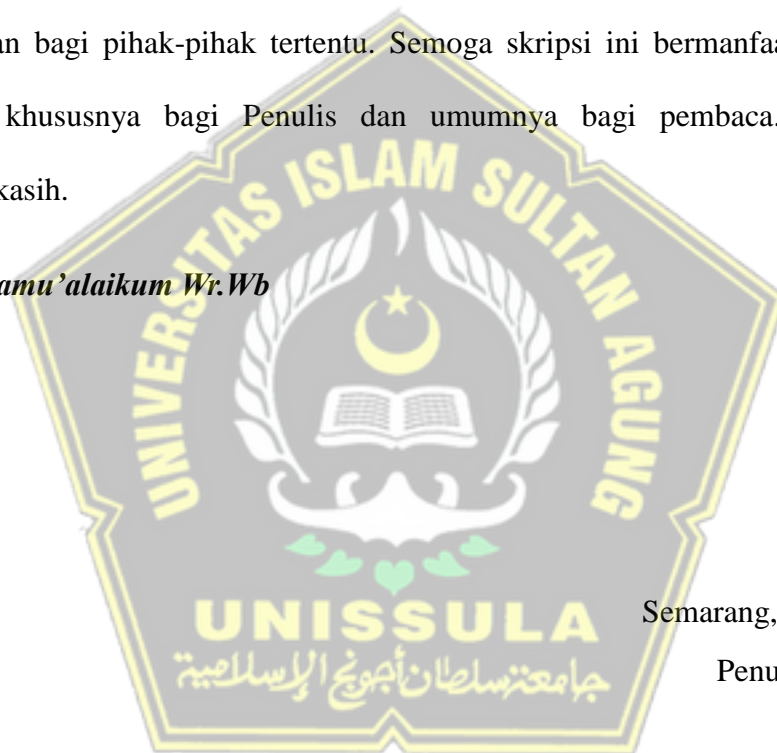 an bagi pihak-pihak tertentu. Semoga skripsi ini bermanfaa
khususnya bagi Penulis dan umumnya bagi pembaca.
kasih.
amu’alaikum Wr.Wb
UNIVERSITAS ISLAM SULTAN AGUNG
Semarang,
UNISSULA
جامعة سلطان أجونج الإسلامية
Penu